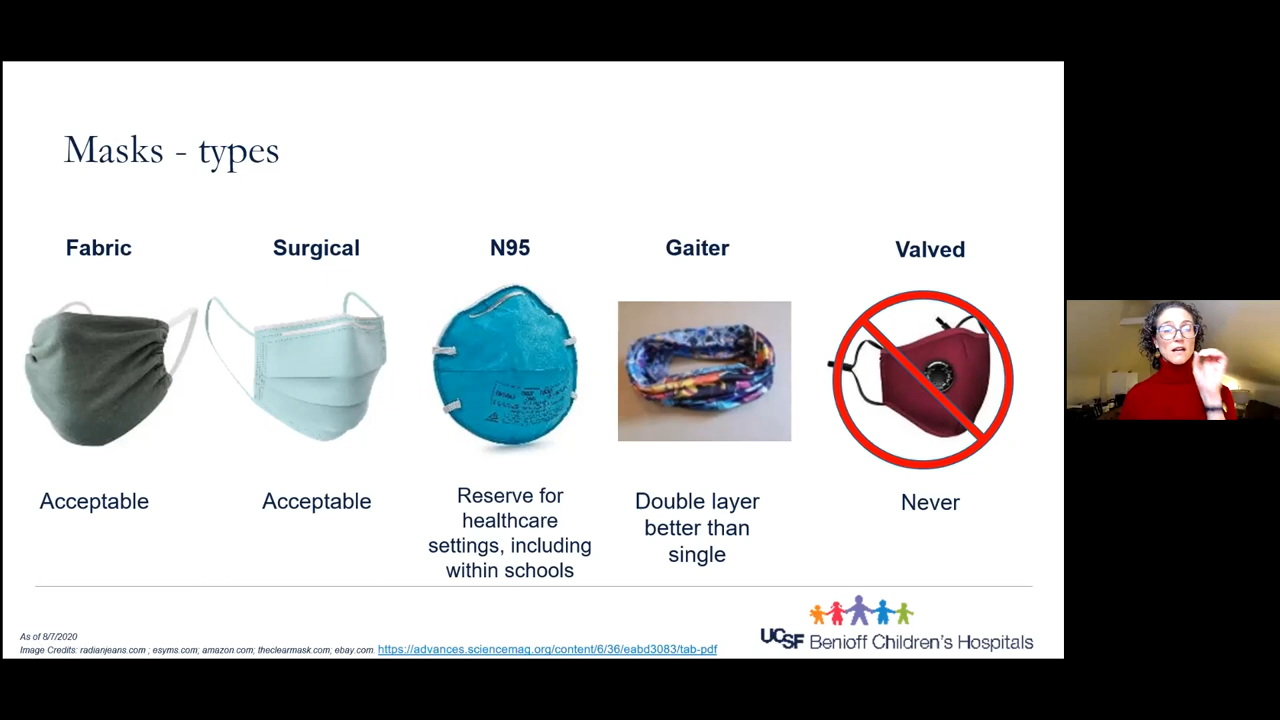 Masks - types
Fabric
Surgical
N95
Gaiter
Valved
Acceptable
Acceptable
Reserve for
healthcare
settings, including
within schools
Double layer
better than
single
Never
As of 8/7/2020
Image Credits: radianjeans.com ; esyms.com; amazon.com; theclearmask.com; ebay.com. https://advances.sciencemag.org/content/6/36/eabd3083/tab-pdf
UCSF Benioff Children's Hospitals